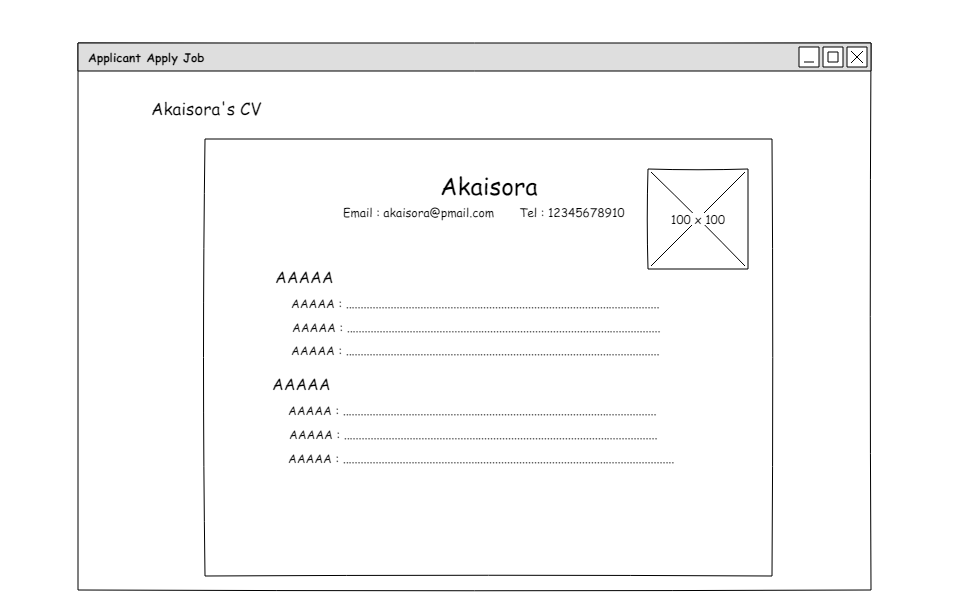 Applicant Apply Job
Akaisora's CV
Akaisora
Email : akaisora@pmail.com Tel : 12345678910
100 x 100
AAAAA
AAAAA : ................................................................................
AAAAA : ................................................................................
AAAAA : ................................................................................
AAAAA
AAAAA : ................................................................................
AAAAA : ................................................................................
AAAAA : .....................................................................................